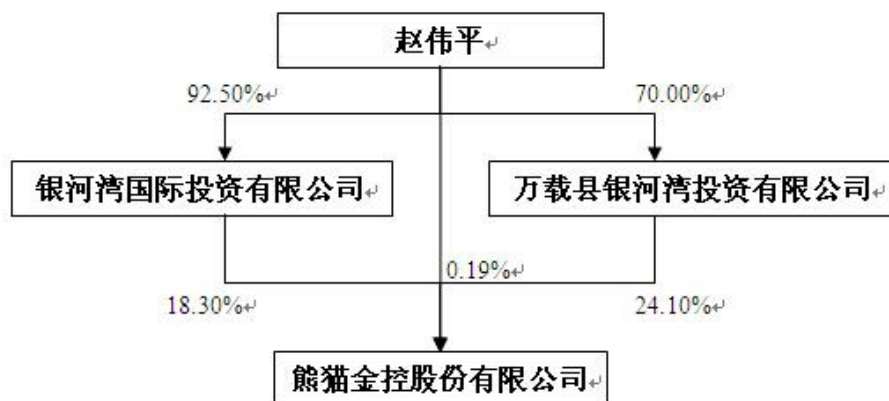 赵伟平
92.50%
70.00%
银河湾国际投资有限公司
万载县银河湾投资有限公司
0.19%
18.30%
24.10%
熊猫金控股份有限公司